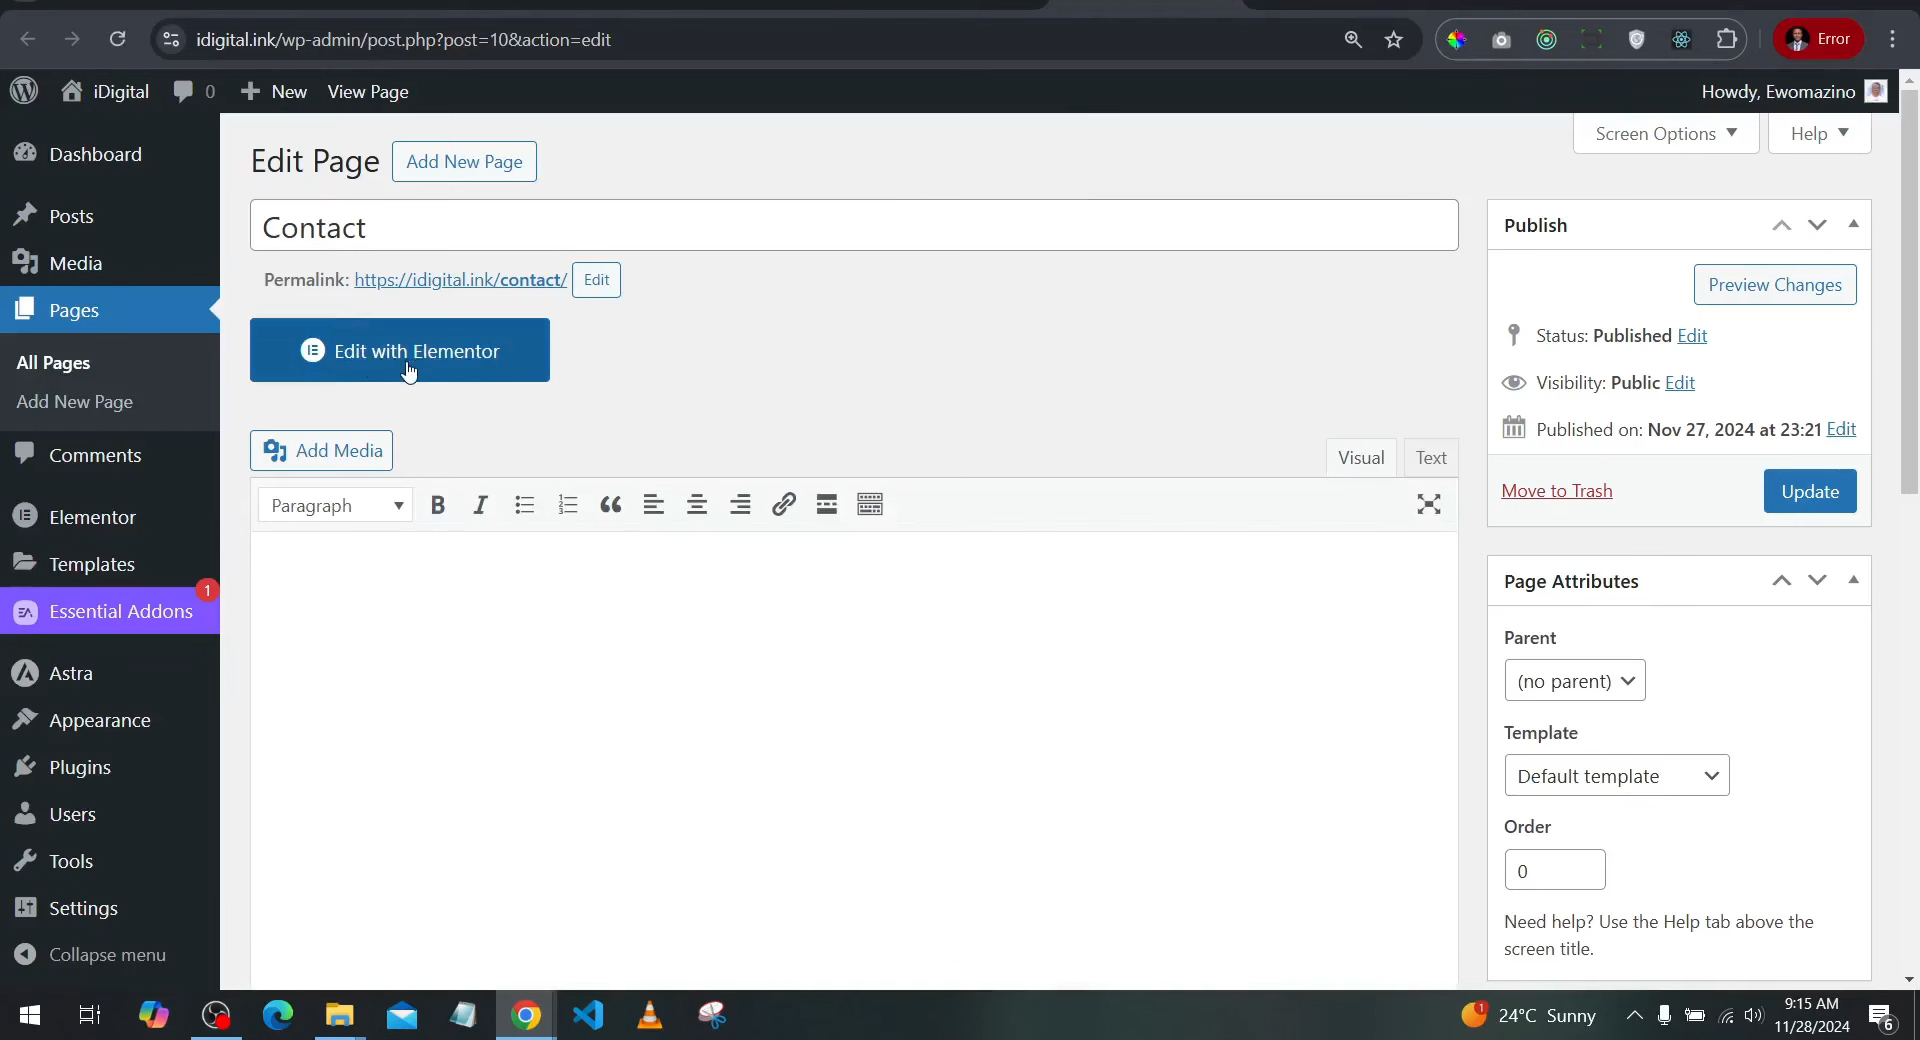 idigital.ink/wp-admin/post.php?post=10&action=edit
Error
iDigital
0
New
View Page
Howdy, Ewomazino
Screen Options
Help
Dashboard
Posts
Media
Pages
All Pages
Add New Page
Comments
Elementor
Templates
Essential Addons
1
Astra
Appearance
Plugins
Users
Tools
Settings
Collapse menu
Edit Page
Add New Page
Contact
Permalink: https://idigital.ink/contact/ Edit
Edit with Elementor
Add Media
Visual
Text
Paragraph
B
I
Publish
Preview Changes
Status: Published Edit
Visibility: Public Edit
Published on: Nov 27, 2024 at 23:21 Edit
Move to Trash
Update
Page Attributes
Parent
(no parent)
Template
Default template
Order
0
Need help? Use the Help tab above the
screen title.
1
24°C Sunny
9:15 AM
11/28/2024
6